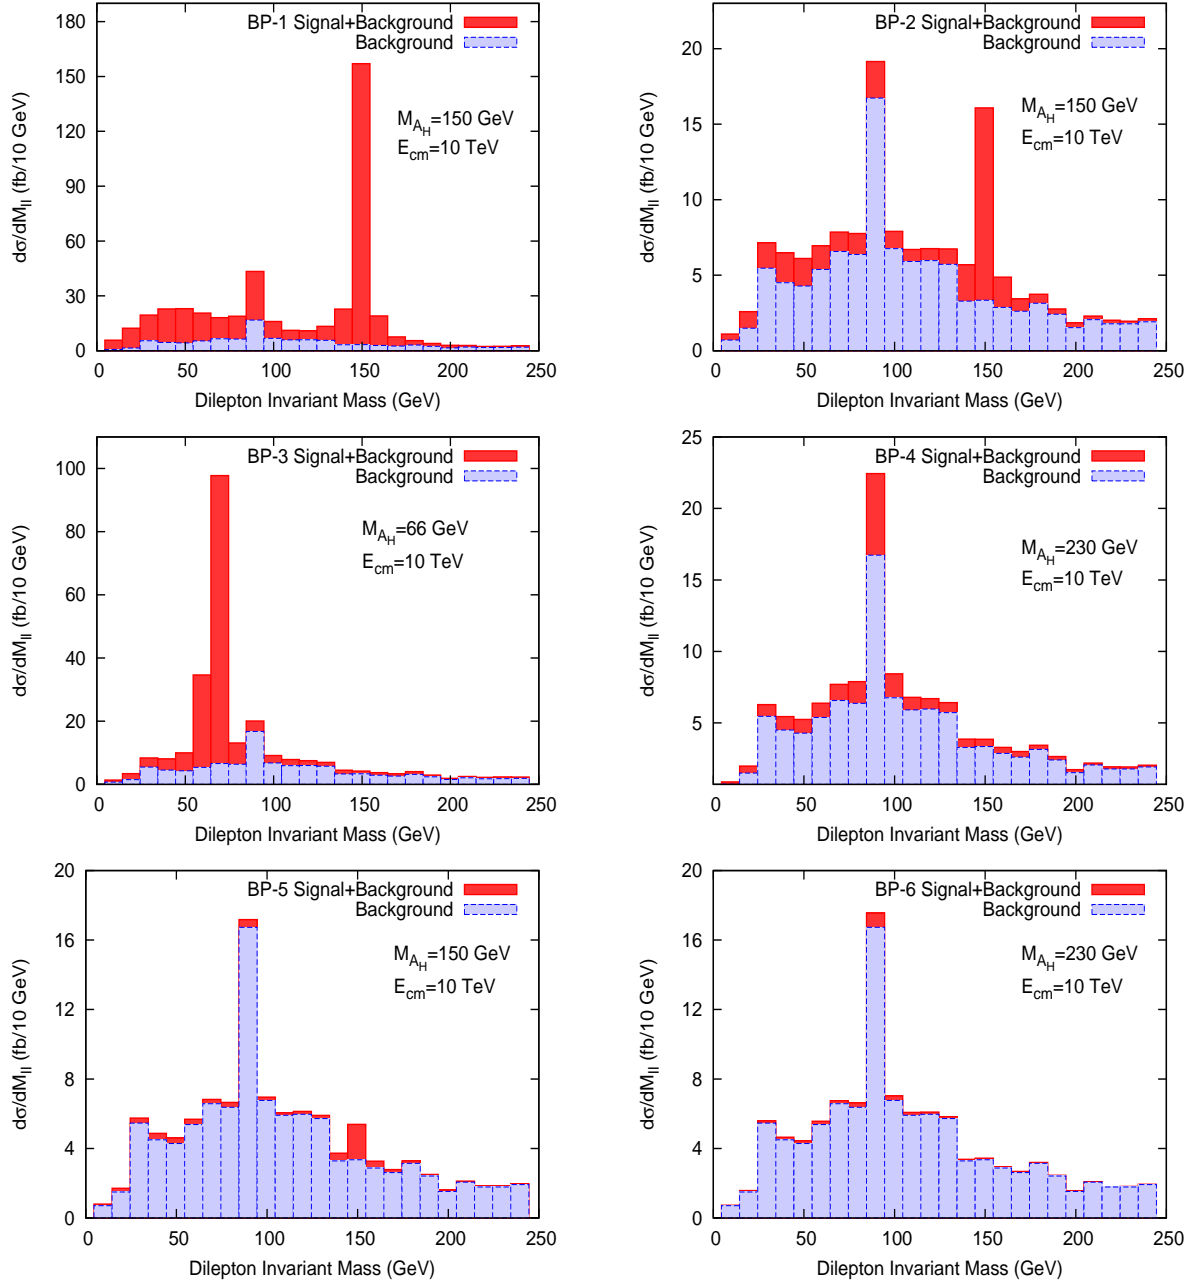 BP-1 Signal+Background
Background
M_{A_H}=150 GeV
E_{cm}=10 TeV
dσ/dM_{ll} (fb/10 GeV)
180
150
120
90
60
30
0
0 50 100 150 200 250
Dilepton Invariant Mass (GeV)
BP-2 Signal+Background
Background
M_{A_H}=150 GeV
E_{cm}=10 TeV
dσ/dM_{ll} (fb/10 GeV)
20
15
10
5
0
0 50 100 150 200 250
Dilepton Invariant Mass (GeV)
BP-3 Signal+Background
Background
M_{A_H}=66 GeV
E_{cm}=10 TeV
dσ/dM_{ll} (fb/10 GeV)
100
80
60
40
20
0
0 50 100 150 200 250
Dilepton Invariant Mass (GeV)
BP-4 Signal+Background
Background
M_{A_H}=230 GeV
E_{cm}=10 TeV
dσ/dM_{ll} (fb/10 GeV)
25
20
15
10
5
0 50 100 150 200 250
Dilepton Invariant Mass (GeV)
BP-5 Signal+Background
Background
M_{A_H}=150 GeV
E_{cm}=10 TeV
dσ/dM_{ll} (fb/10 GeV)
20
16
12
8
4
0
0 50 100 150 200 250
Dilepton Invariant Mass (GeV)
BP-6 Signal+Background
Background
M_{A_H}=230 GeV
E_{cm}=10 TeV
dσ/dM_{ll} (fb/10 GeV)
20
16
12
8
4
0
0 50 100 150 200 250
Dilepton Invariant Mass (GeV)